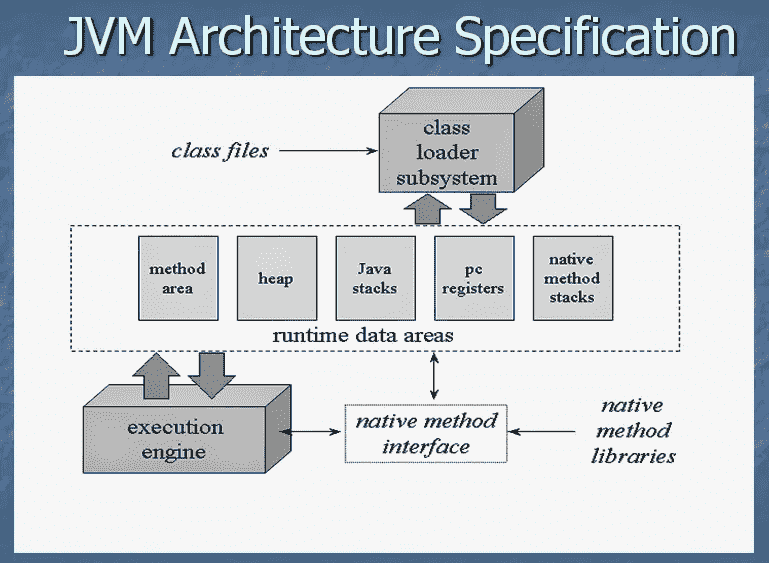 JVM Architecture Specification
class files
class
loader
subsystem
method
area
heap
Java
stacks
pc
registers
native
method
stacks
runtime data areas
execution
engine
native method
interface
native
method
libraries